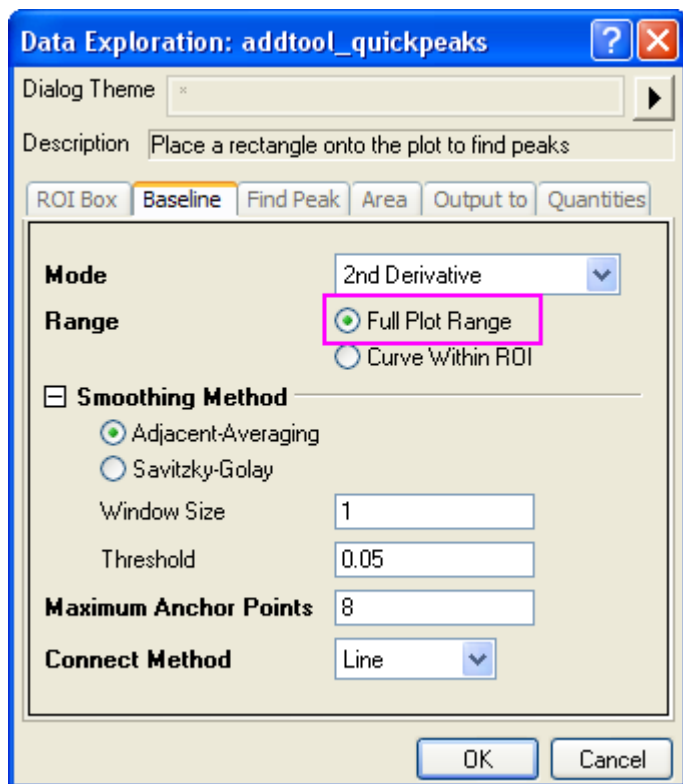 Data Exploration: addtool_quickpeaks
Dialog Theme *
Description Place a rectangle onto the plot to find peaks
ROI Box Baseline Find Peak Area Output to Quantities
Mode 2nd Derivative
Range Full Plot Range
Curve Within ROI
Smoothing Method
Adjacent-Averaging
Savitzky-Golay
Window Size 1
Threshold 0.05
Maximum Anchor Points 8
Connect Method Line
OK Cancel